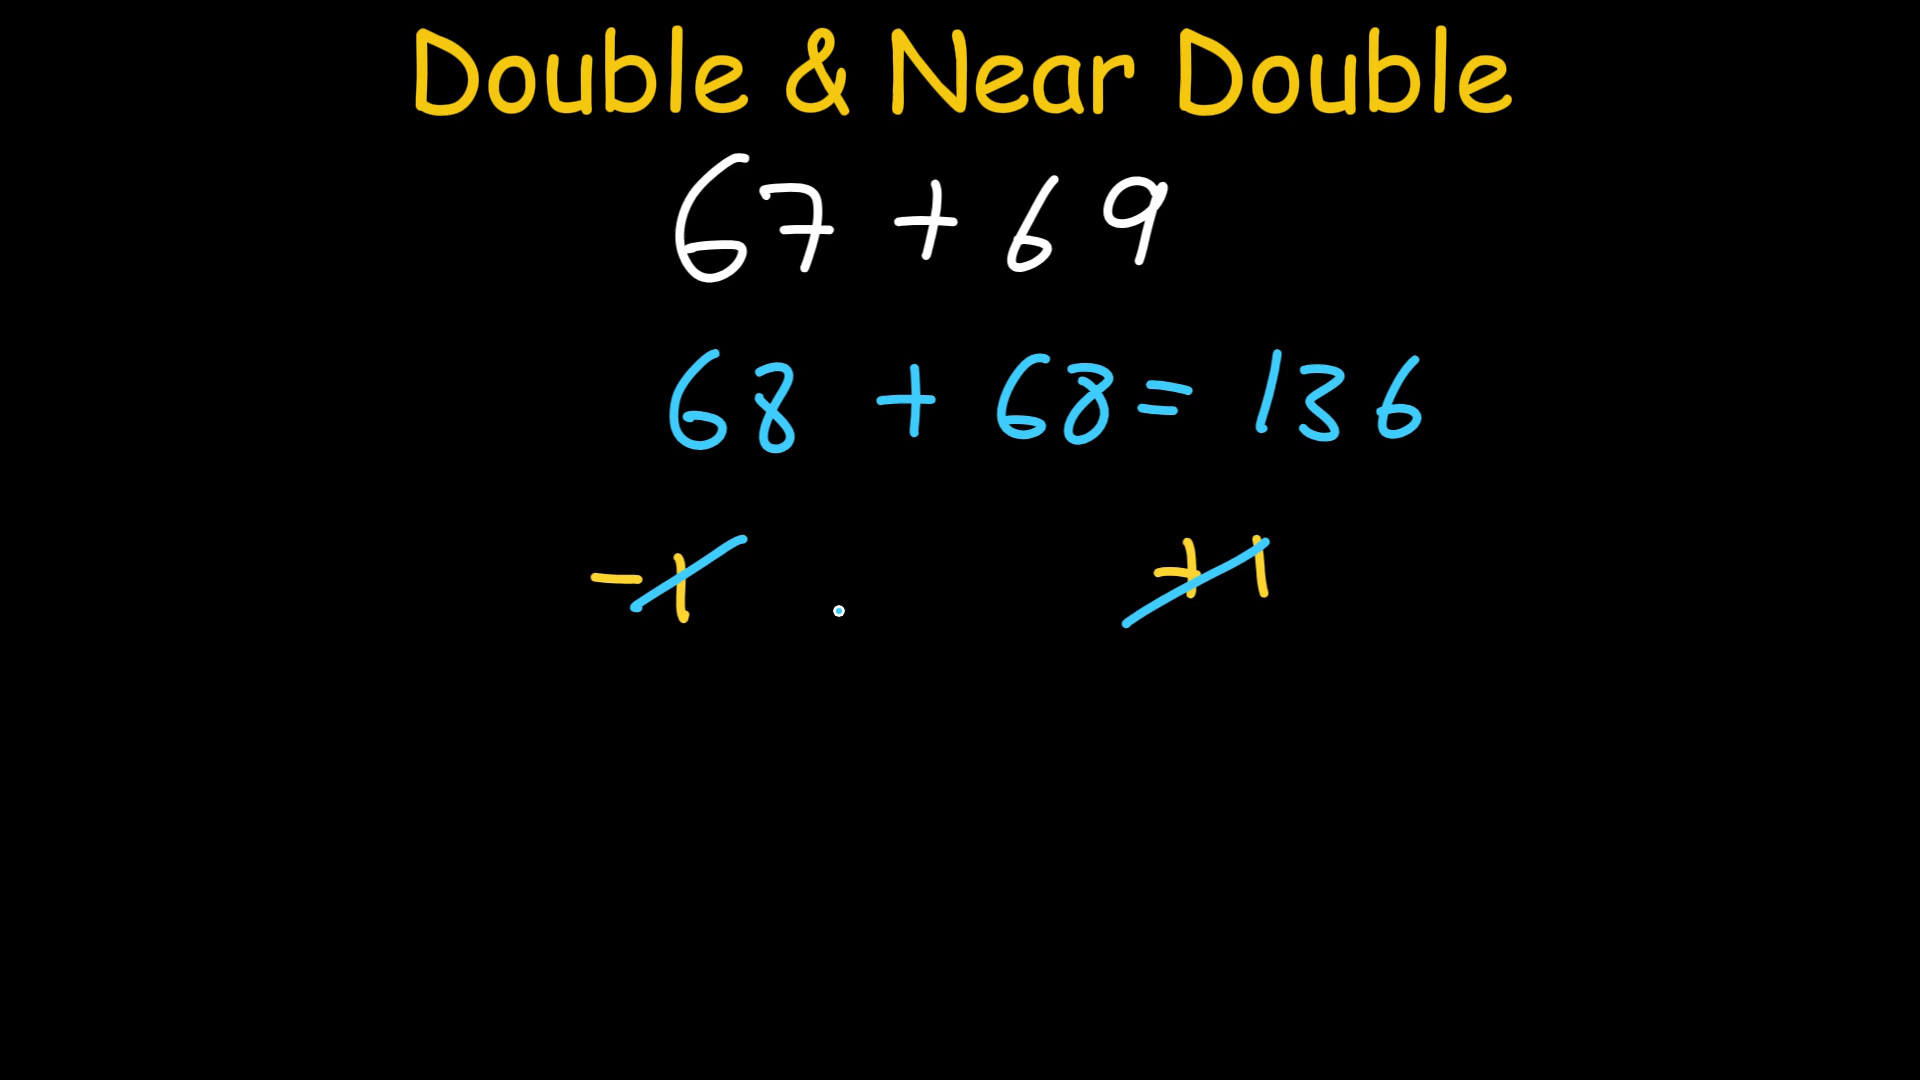 Double & Near Double
67 + 69
68 + 68 = 136
-1 +1